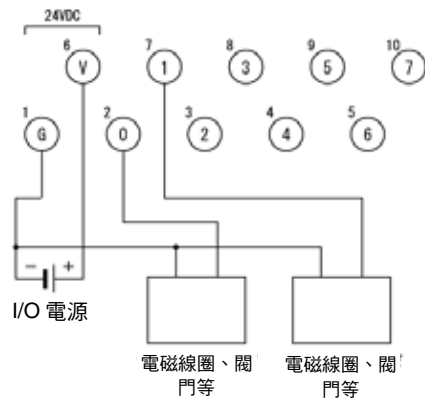 24VDC
6 V
7 1
8 3
9 5
10 7
1 G
2 0
3 2
4 4
5 6
− +
I/O 電源
電磁線圈、閥
門等
電磁線圈、閥
門等